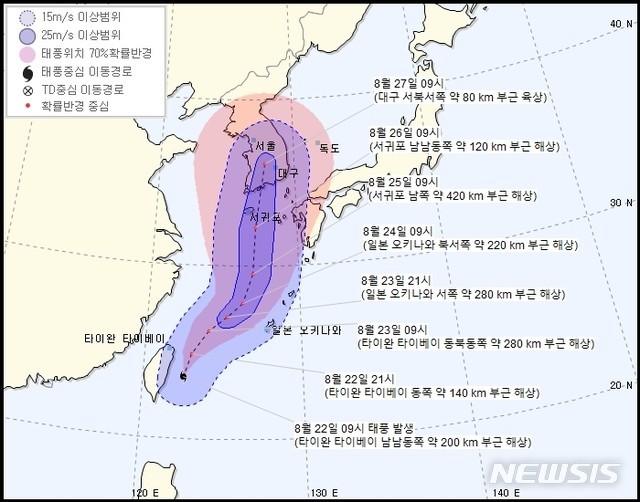 15m/s 이상범위
25m/s 이상범위
태풍위치 70%확률반경
태풍중심 이동경로
TD중심 이동경로
확률반경 중심
40 N
8월 27일 09시
(대구 서북서쪽 약 80 km 부근 육상)
서울
독도
8월 26일 09시
(서귀포 남남동쪽 약 120 km 부근 해상)
대구
8월 25일 09시
(서귀포 남쪽 약 420 km 부근 해상)
30 N
서귀포
8월 24일 09시
(일본 오키나와 북서쪽 약 220 km 부근 해상)
8월 23일 21시
(일본 오키나와 서쪽 약 280 km 부근 해상)
일본 오키나와
8월 23일 09시
(타이완 타이베이 동북동쪽 약 280 km 부근 해상)
타이완 타이베이
8월 22일 21시
(타이완 타이베이 동쪽 약 140 km 부근 해상)
20 N
8월 22일 09시 태풍 발생
(타이완 타이베이 남남동쪽 약 200 km 부근 해상)
NEWSIS
120 E
130 E
140 E